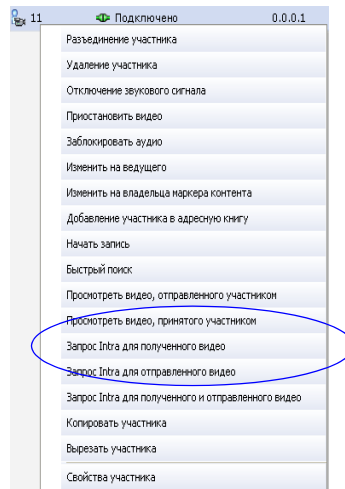 11 Подключено 0.0.0.1
Разъединение участника
Удаление участника
Отключение звукового сигнала
Приостановить видео
Заблокировать аудио
Изменить на ведущего
Изменить на владельца маркера контента
Добавление участника в адресную книгу
Начать запись
Быстрый поиск
Просмотреть видео, отправленного участником
Просмотреть видео, принятого участником
Запрос Intra для полученного видео
Запрос Intra для отправленного видео
Запрос Intra для полученного и отправленного видео
Копировать участника
Вырезать участника
Свойства участника